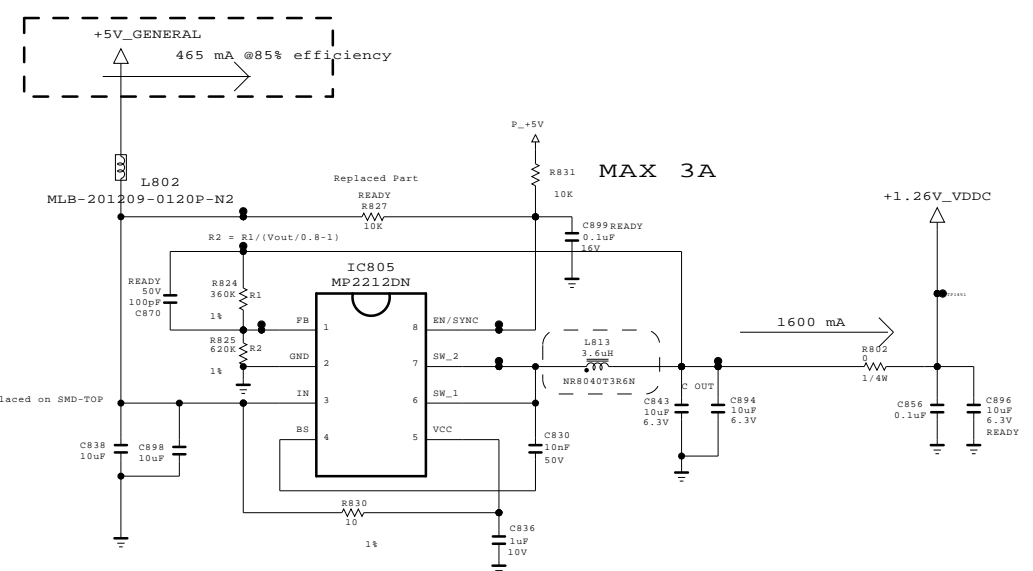 +5V_GENERAL
465 mA @85% efficiency
P_+5V
R831
10K
MAX 3A
L802
MLB-201209-0120P-N2
Replaced Part
READY
R827
10K
+1.26V_VDDC
C899 READY
0.1uF
16V
R2 = R1/(Vout/0.8-1)
IC805
MP2212DN
READY
50V
100pF
C870
R824
360K
R1
1%
R825
620K
R2
1%
FB
1
GND
2
IN
3
BS
4
EN/SYNC
8
SW_2
7
SW_1
6
VCC
5
L813
3.6uH
NR8040T3R6N
1600 mA
R802
0
1/4W
C OUT
C843
10uF
6.3V
C894
10uF
6.3V
C856
0.1uF
C896
10uF
6.3V
READY
laced on SMD-TOP
C838
10uF
C898
10uF
C830
10nF
50V
R830
10
1%
C836
1uF
10V